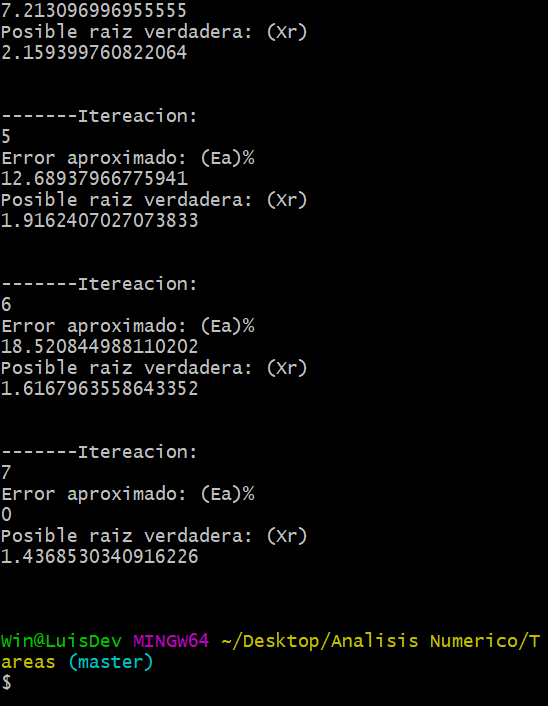 7.213096996955555
Posible raiz verdadera: (Xr)
2.159399760822064
-------Itereacion:
5
Error aproximado: (Ea)%
12.68937966775941
Posible raiz verdadera: (Xr)
1.9162407027073833
-------Itereacion:
6
Error aproximado: (Ea)%
18.520844988110202
Posible raiz verdadera: (Xr)
1.6167963558643352
-------Itereacion:
7
Error aproximado: (Ea)%
0
Posible raiz verdadera: (Xr)
1.4368530340916226
Win@LuisDev MINGW64 ~/Desktop/Analisis Numerico/T
areas (master)
$